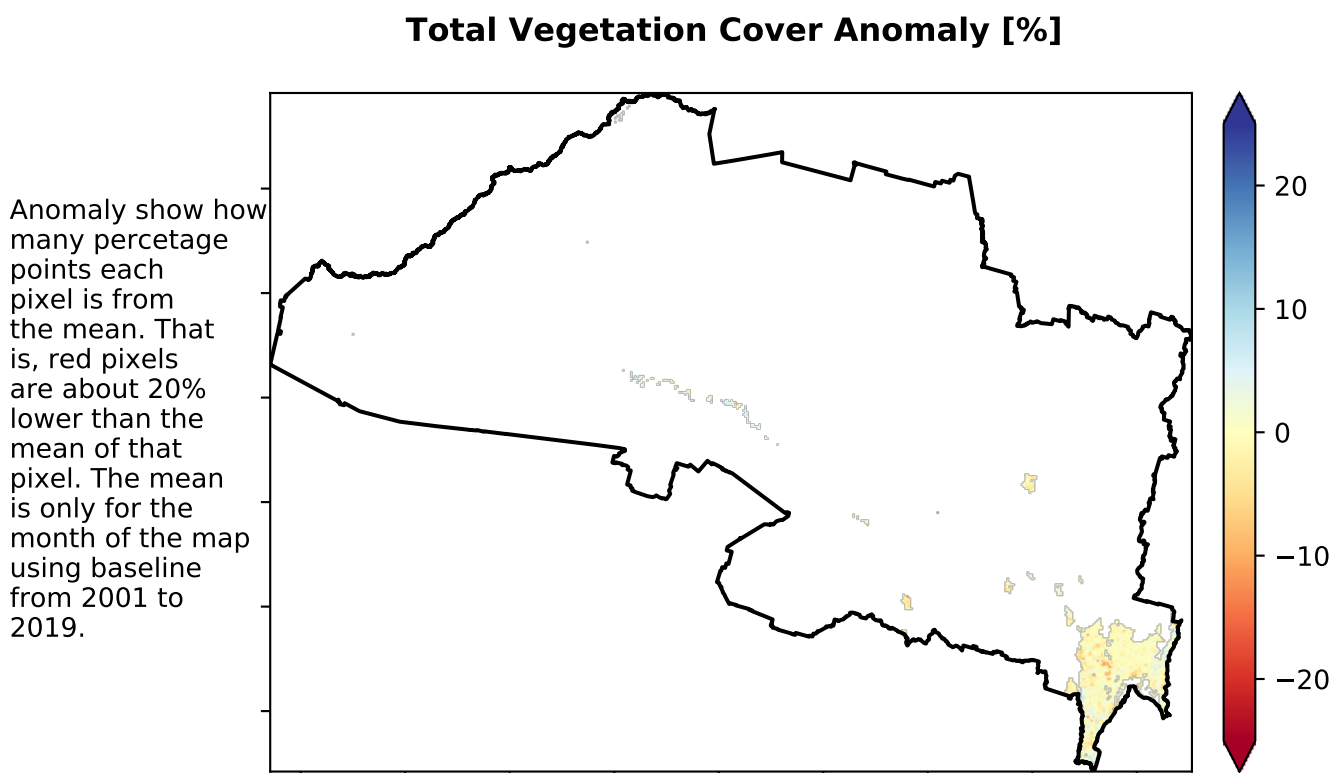 Total Vegetation Cover Anomaly [%]
Anomaly show how
many percetage
points each
pixel is from
the mean. That
is, red pixels
are about 20%
lower than the
mean of that
pixel. The mean
is only for the
month of the map
using baseline
from 2001 to
2019.
20
10
0
−10
−20